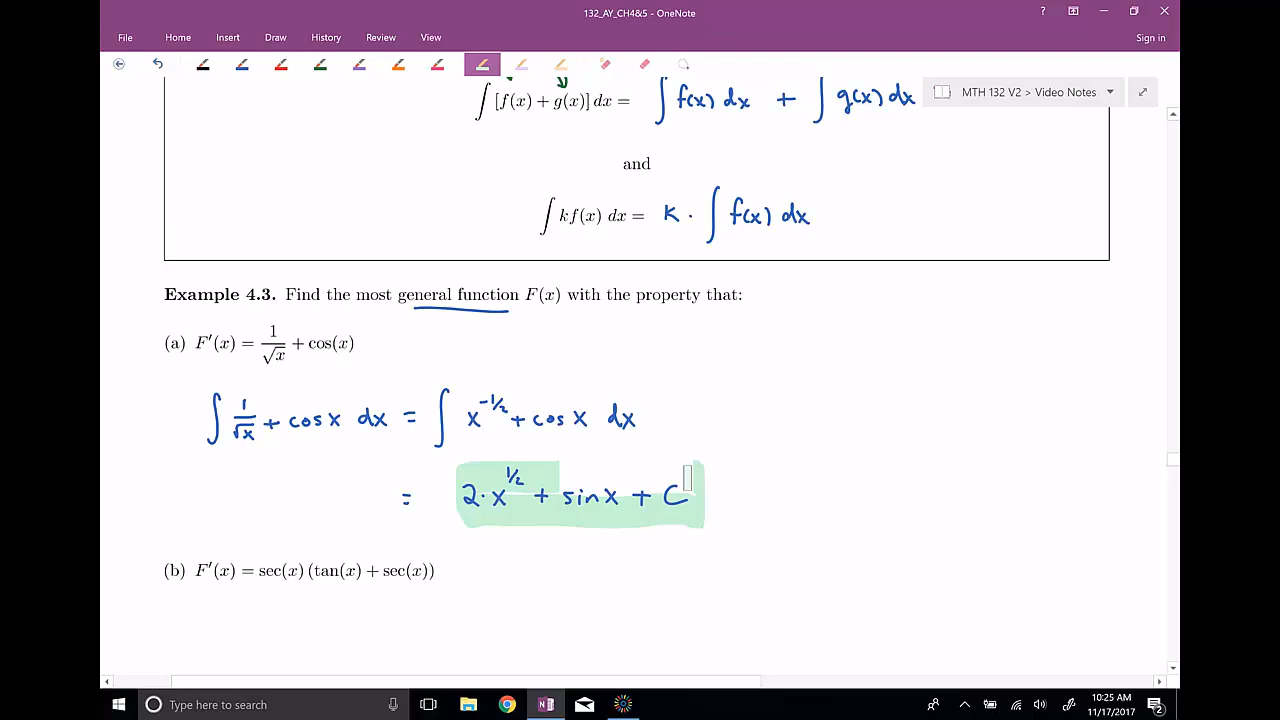 132_AY_CH4&5 - OneNote
?
File Home Insert Draw History Review View Sign in
MTH 132 V2 > Video Notes
∫ [f(x) + g(x)] dx = ∫ f(x) dx + ∫ g(x) dx
and
∫ kf(x) dx = K · ∫ f(x) dx
Example 4.3. Find the most general function F(x) with the property that:
(a) F′(x) = 1/√x + cos(x)
∫ 1/√x + cos x dx = ∫ x^-1/2 + cos x dx
= 2·x^1/2 + sin x + C
(b) F′(x) = sec(x) (tan(x) + sec(x))
Type here to search
10:25 AM
11/17/2017
2